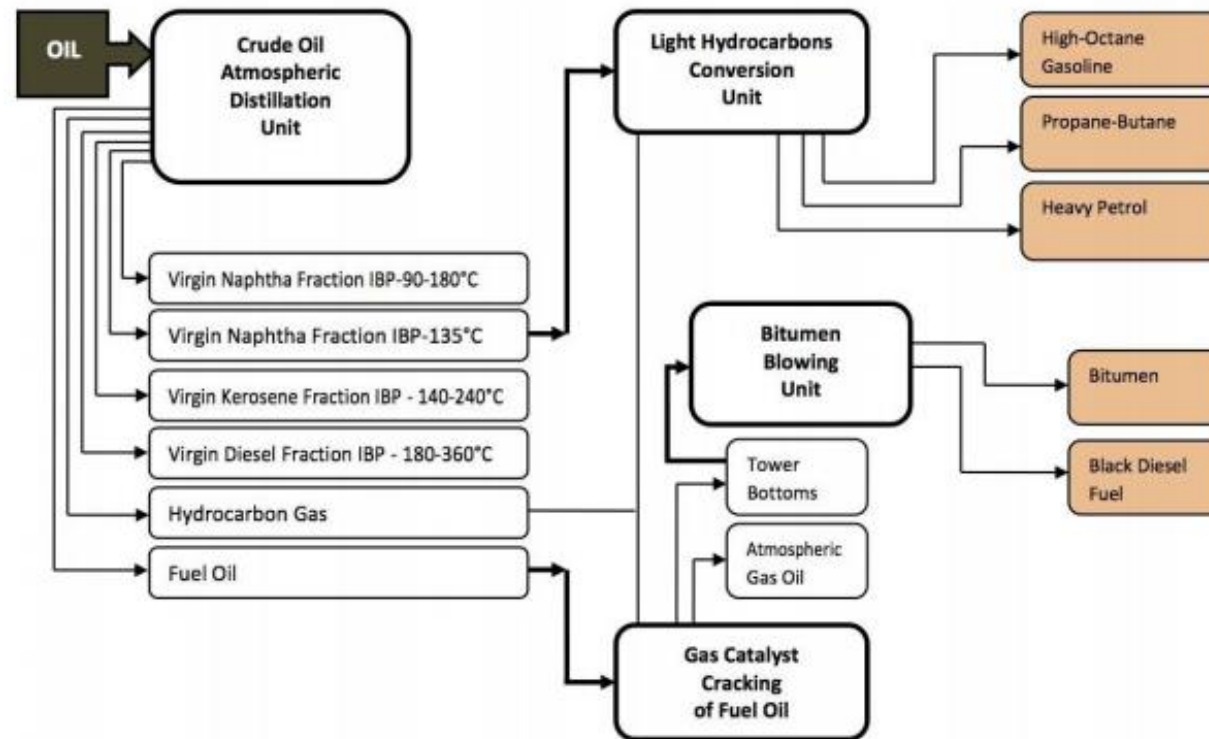 OIL
Crude Oil
Atmospheric
Distillation
Unit
Light Hydrocarbons
Conversion
Unit
High-Octane
Gasoline
Propane-Butane
Heavy Petrol
Virgin Naphtha Fraction IBP-90-180°C
Virgin Naphtha Fraction IBP-135°C
Virgin Kerosene Fraction IBP - 140-240°C
Virgin Diesel Fraction IBP - 180-360°C
Hydrocarbon Gas
Fuel Oil
Bitumen
Blowing
Unit
Bitumen
Black Diesel
Fuel
Tower
Bottoms
Atmospheric
Gas Oil
Gas Catalyst
Cracking
of Fuel Oil